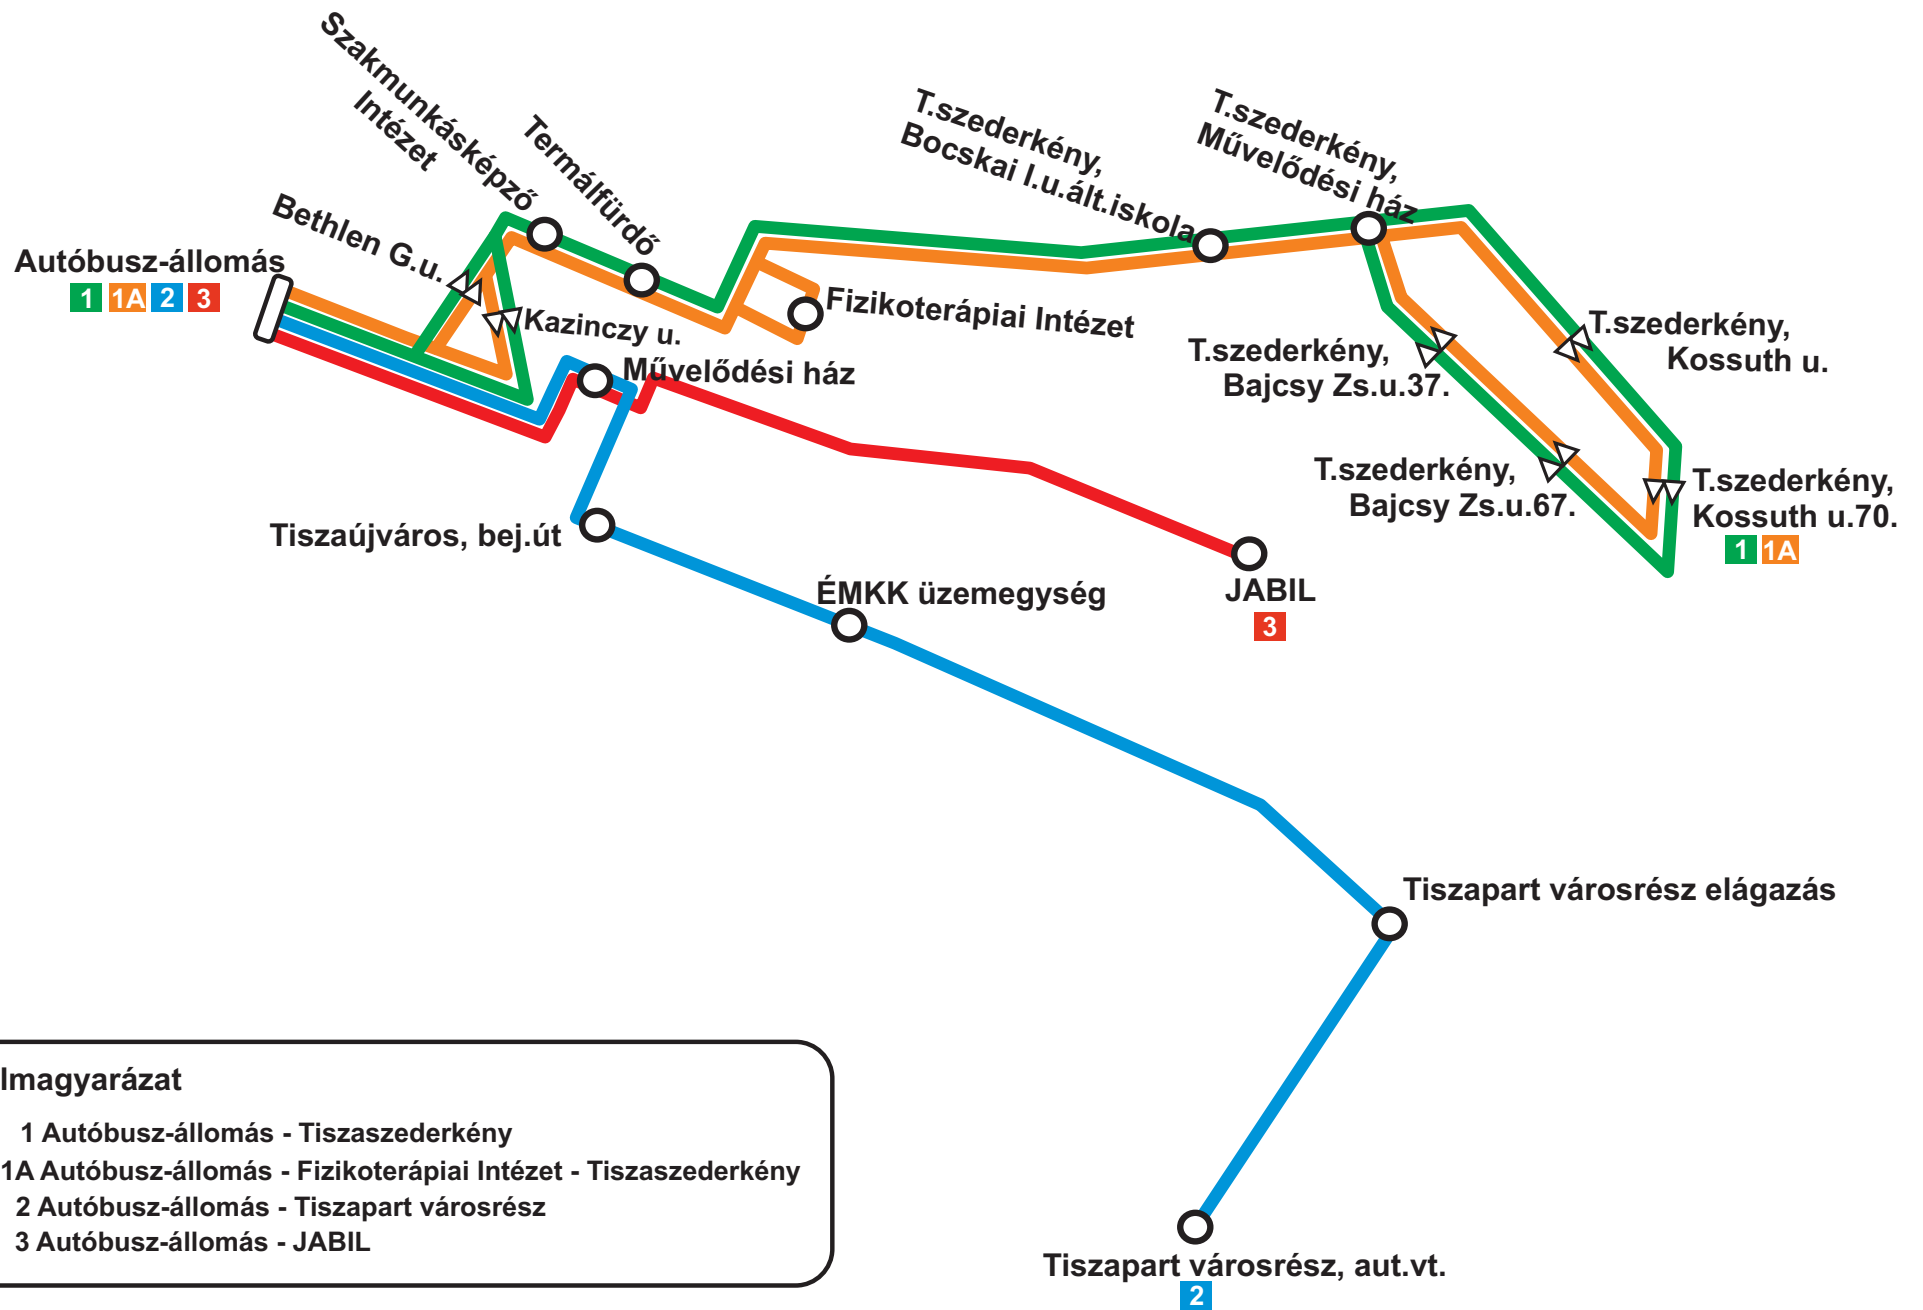 Szakmunkásképző
Intézet
Termálfürdő
T.szederkény,
Bocskai I.u.ált.iskola
T.szederkény,
Művelődési ház
Bethlen G.u.
Autóbusz-állomás
1 1A 2 3
Kazinczy u.
Fizikoterápiai Intézet
Művelődési ház
T.szederkény,
Bajcsy Zs.u.37.
T.szederkény,
Kossuth u.
T.szederkény,
Bajcsy Zs.u.67.
T.szederkény,
Kossuth u.70.
1 1A
Tiszaújváros, bej.út
ÉMKK üzemegység
JABIL
3
Tiszapart városrész elágazás
Tiszapart városrész, aut.vt.
2
lmagyarázat
1 Autóbusz-állomás - Tiszaszederkény
1A Autóbusz-állomás - Fizikoterápiai Intézet - Tiszaszederkény
2 Autóbusz-állomás - Tiszapart városrész
3 Autóbusz-állomás - JABIL